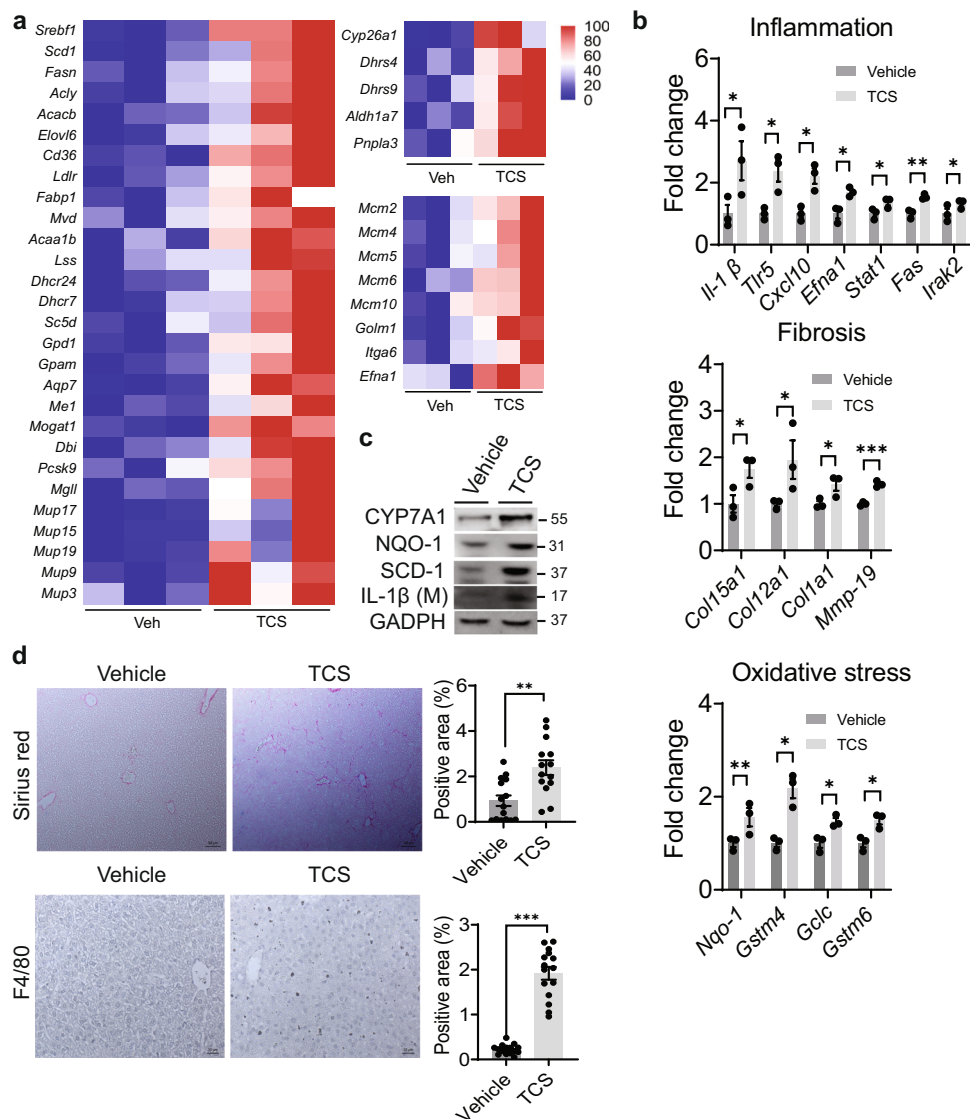 a
Srebf1
Scd1
Fasn
Acly
Acacb
Elovl6
Cd36
Ldlr
Fabp1
Mvd
Acaa1b
Lss
Dhcr24
Dhcr7
Sc5d
Gpd1
Gpam
Aqp7
Me1
Mogat1
Dbi
Pcsk9
Mgll
Mup17
Mup15
Mup19
Mup9
Mup3
Veh TCS
Cyp26a1
Dhrs4
Dhrs9
Aldh1a7
Pnpla3
Veh TCS
100
80
60
40
20
0
Mcm2
Mcm4
Mcm5
Mcm6
Mcm10
Golm1
Itga6
Efna1
Veh TCS
b
Inflammation
Vehicle
TCS
Fold change
6
4
2
0
* * * * * ** *
Il-1 β Tlr5 Cxcl10 Efna1 Stat1 Fas Irak2
Fibrosis
Vehicle
TCS
Fold change
4
3
2
1
0
* * * ***
Col15a1 Col12a1 Col1a1 Mmp-19
Oxidative stress
Vehicle
TCS
Fold change
4
2
0
** * * *
Nqo-1 Gstm4 Gclc Gstm6
c
Vehicle TCS
CYP7A1 55
NQO-1 31
SCD-1 37
IL-1β (M) 17
GADPH 37
d
Vehicle TCS
Sirius red
Positive area (%)
6
4
2
0
**
Vehicle TCS
Vehicle TCS
F4/80
Positive area (%)
3
2
1
0
***
Vehicle TCS